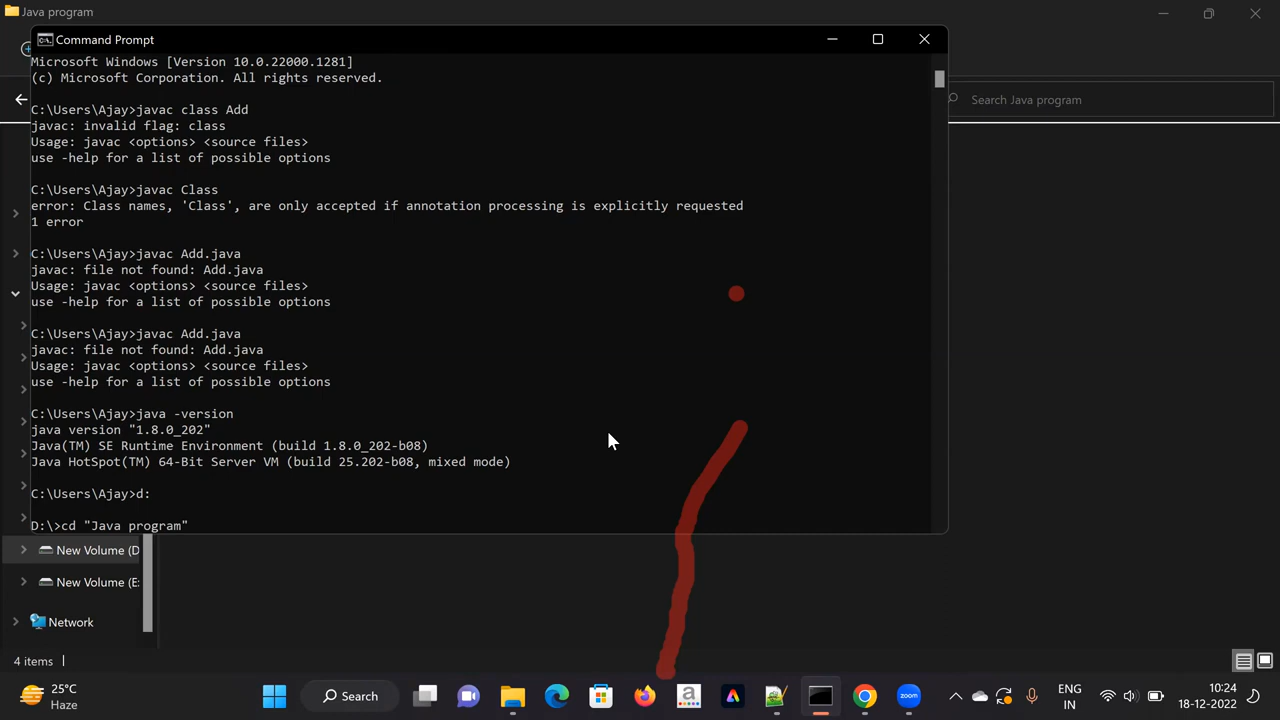 Java program
Command Prompt
Microsoft Windows [Version 10.0.22000.1281]
(c) Microsoft Corporation. All rights reserved.
C:\Users\Ajay>javac class Add
javac: invalid flag: class
Usage: javac <options> <source files>
use -help for a list of possible options
C:\Users\Ajay>javac Class
error: Class names, 'Class', are only accepted if annotation processing is explicitly requested
1 error
C:\Users\Ajay>javac Add.java
javac: file not found: Add.java
Usage: javac <options> <source files>
use -help for a list of possible options
C:\Users\Ajay>javac Add.java
javac: file not found: Add.java
Usage: javac <options> <source files>
use -help for a list of possible options
C:\Users\Ajay>java -version
java version "1.8.0_202"
Java(TM) SE Runtime Environment (build 1.8.0_202-b08)
Java HotSpot(TM) 64-Bit Server VM (build 25.202-b08, mixed mode)
C:\Users\Ajay>d:
D:\>cd "Java program"
Search Java program
New Volume (D
New Volume (E:
Network
4 items
25°C
Haze
Search
a
zoom
ENG
IN
10:24
18-12-2022